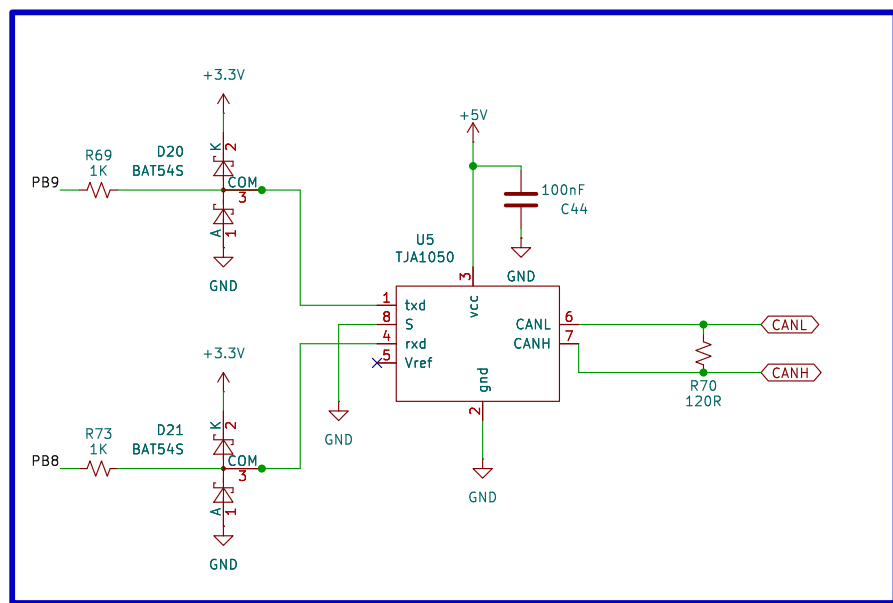 +3.3V
K
2
D20
BAT54S
R69
1K
PB9
COM
3
A
1
GND
+5V
100nF
C44
GND
U5
TJA1050
3
vcc
1 txd
8 S
4 rxd
5 Vref
CANL 6
CANH 7
gnd
2
GND
GND
CANL
CANH
R70
120R
+3.3V
K
2
D21
BAT54S
R73
1K
PB8
COM
3
A
1
GND